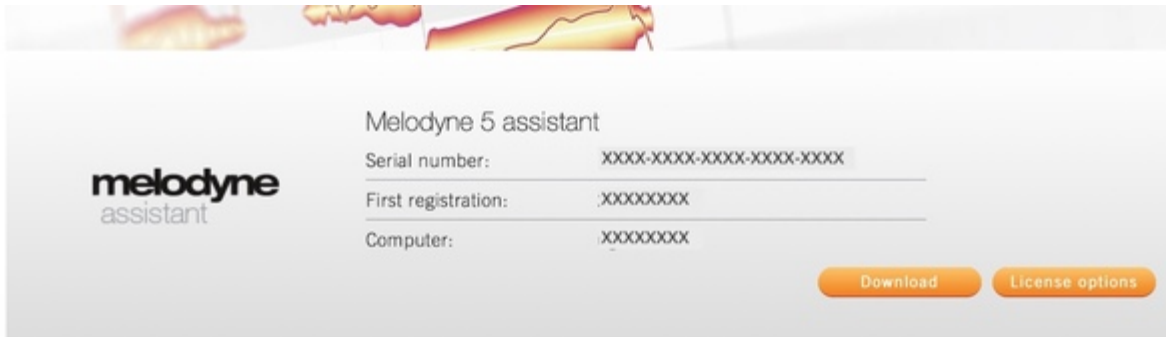 Melodyne 5 assistant
melodyne
assistant
Serial number: XXXX-XXXX-XXXX-XXXX-XXXX
First registration: XXXXXXXX
Computer: XXXXXXXX
Download License options